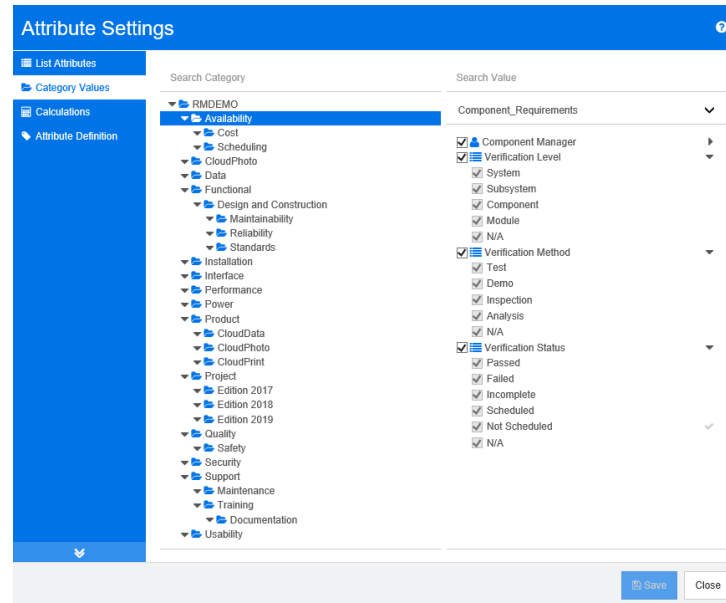 Attribute Settings
List Attributes
Category Values
Calculations
Attribute Definition
Search Category
RMDEMO
Availability
Cost
Scheduling
CloudPhoto
Data
Functional
Design and Construction
Maintainability
Reliability
Standards
Installation
Interface
Performance
Power
Product
CloudData
CloudPhoto
CloudPrint
Project
Edition 2017
Edition 2018
Edition 2019
Quality
Safety
Security
Support
Maintenance
Training
Documentation
Usability
Search Value
Component_Requirements
Component Manager
Verification Level
System
Subsystem
Component
Module
N/A
Verification Method
Test
Demo
Inspection
Analysis
N/A
Verification Status
Passed
Failed
Incomplete
Scheduled
Not Scheduled
N/A
Save
Close